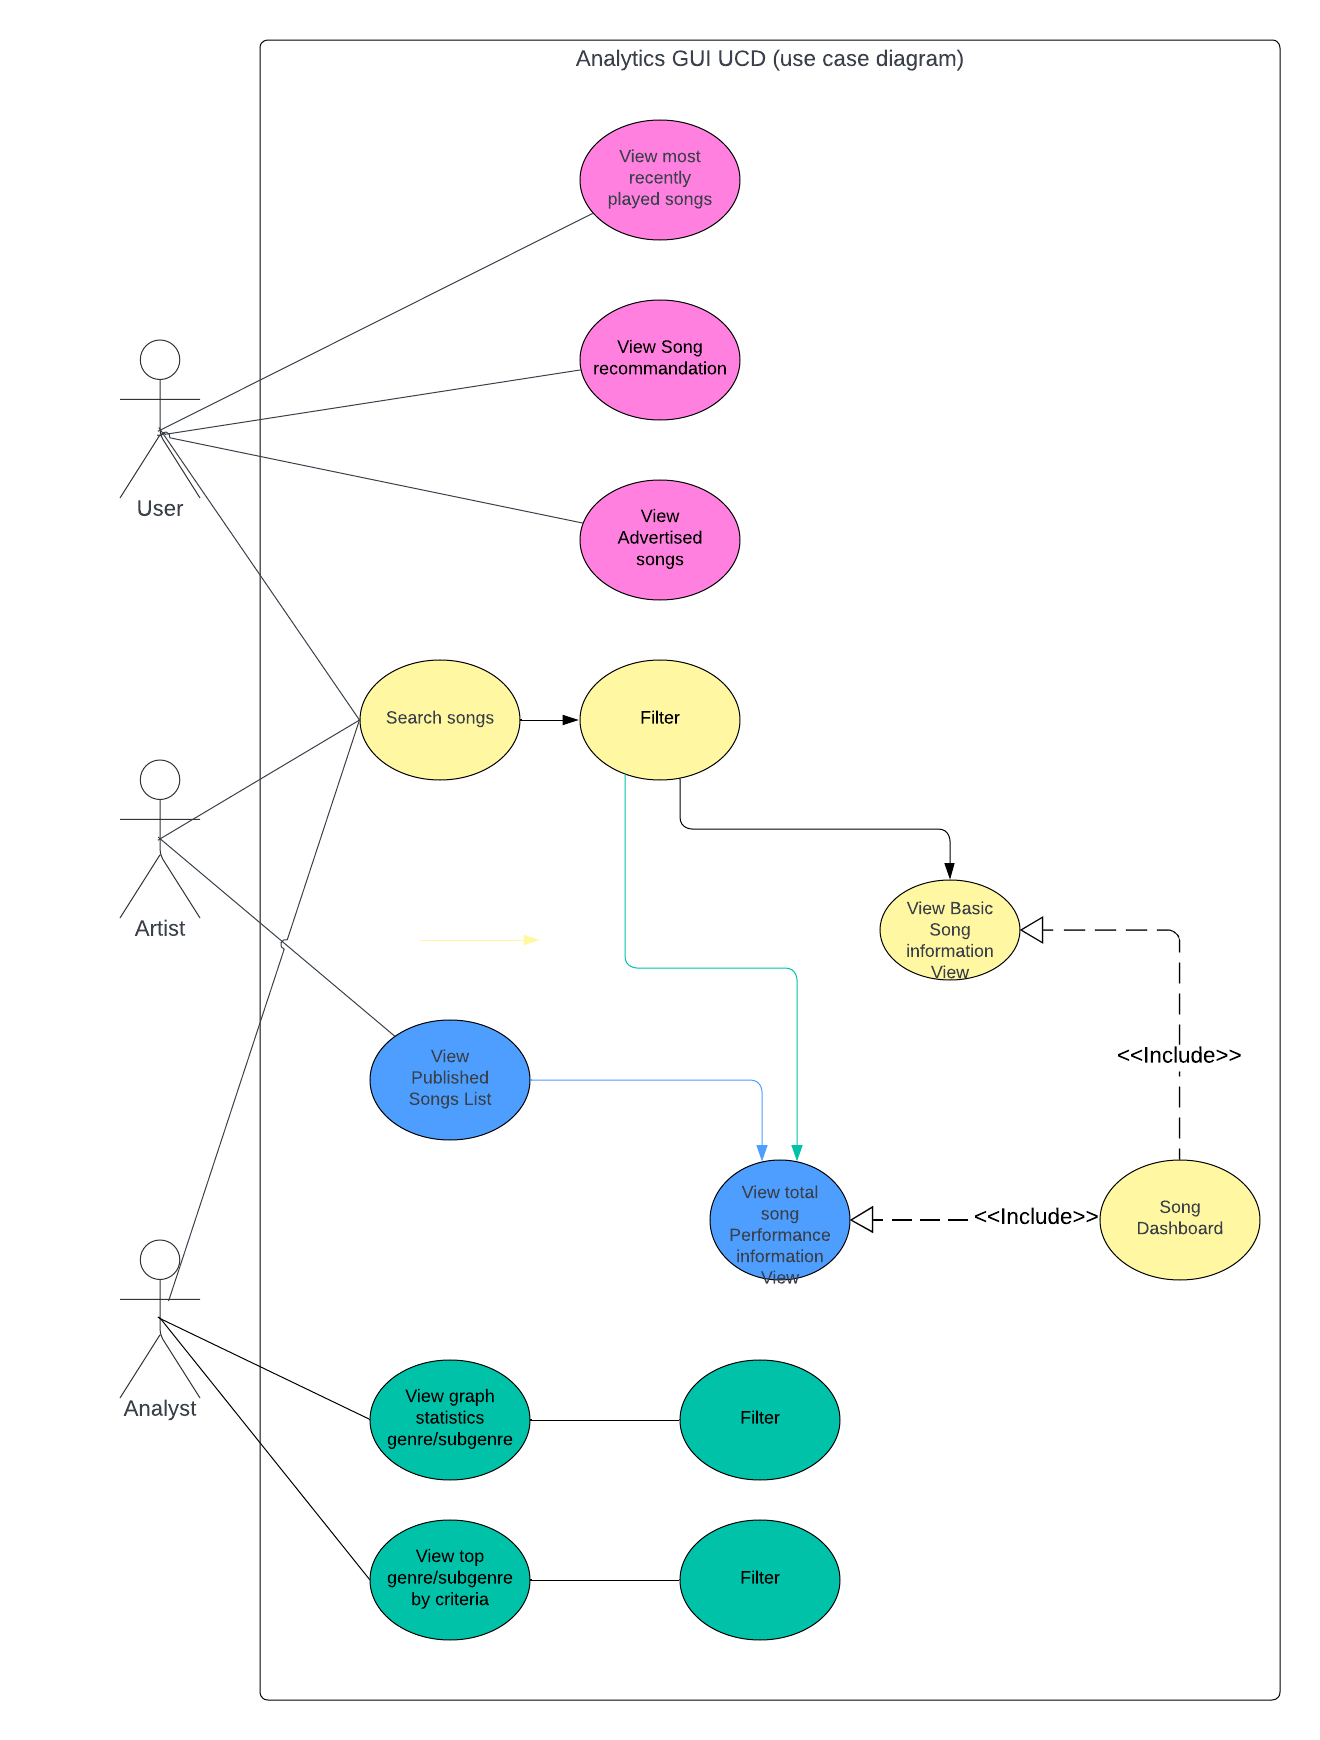 Analytics GUI UCD (use case diagram)
View most
recently
played songs
View Song
recommandation
User
View
Advertised
songs
Search songs
Filter
Artist
View Basic
Song
information
View
<<Include>>
View
Published
Songs List
View total
song
Performance
information
View
<<Include>>
Song
Dashboard
Analyst
View graph
statistics
genre/subgenre
Filter
View top
genre/subgenre
by criteria
Filter